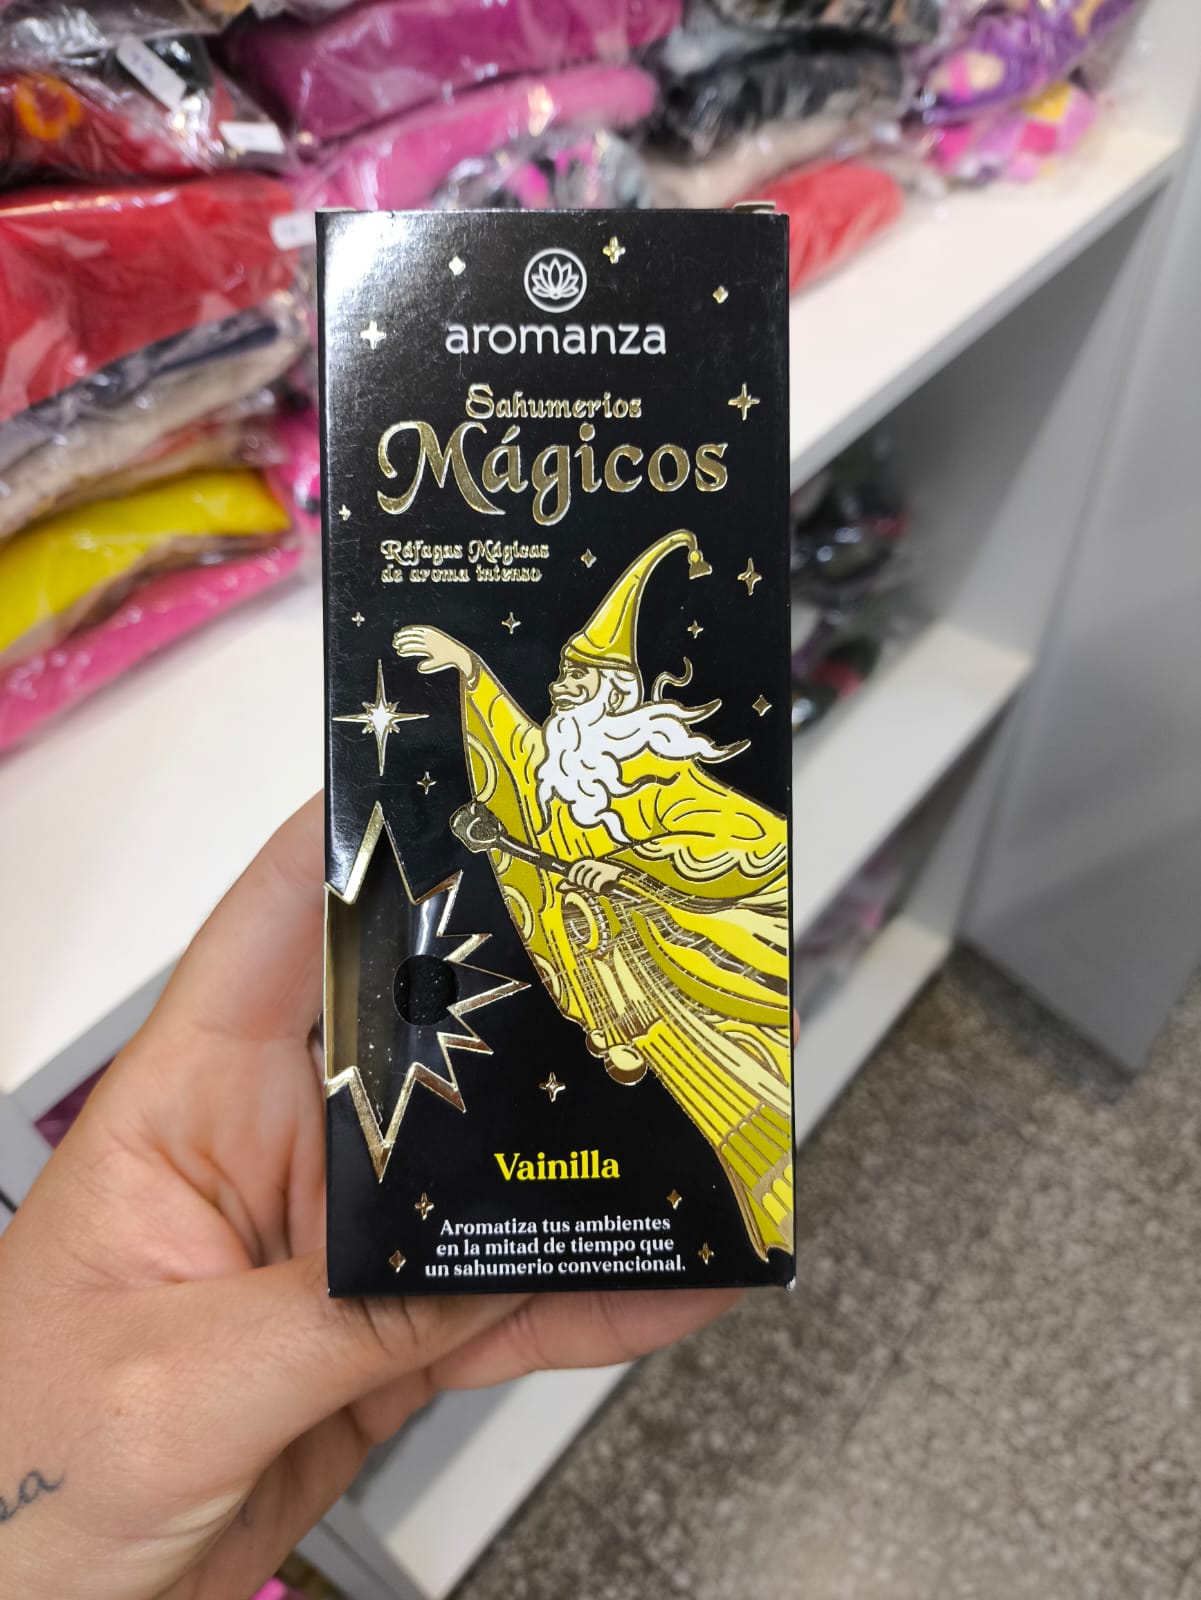 aromanza
Sahumerios
Mágicos
Ráfagas Mágicas
de aroma intenso
Vainilla
Aromatiza tus ambientes
en la mitad de tiempo que
un sahumerio convencional.